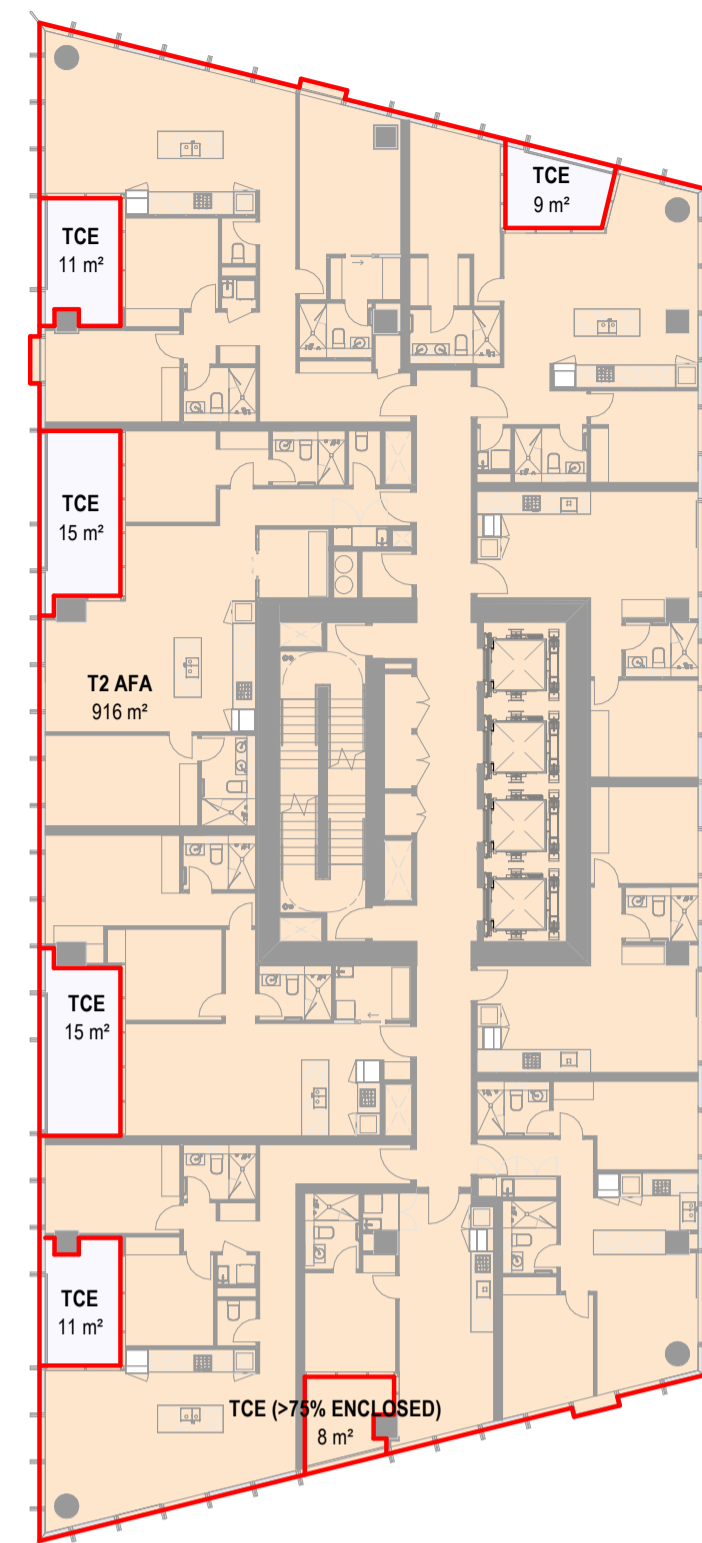 TCE
9 m²
TCE
11 m²
TCE
15 m²
T2 AFA
916 m²
TCE
15 m²
TCE
11 m²
TCE (>75% ENCLOSED)
8 m²